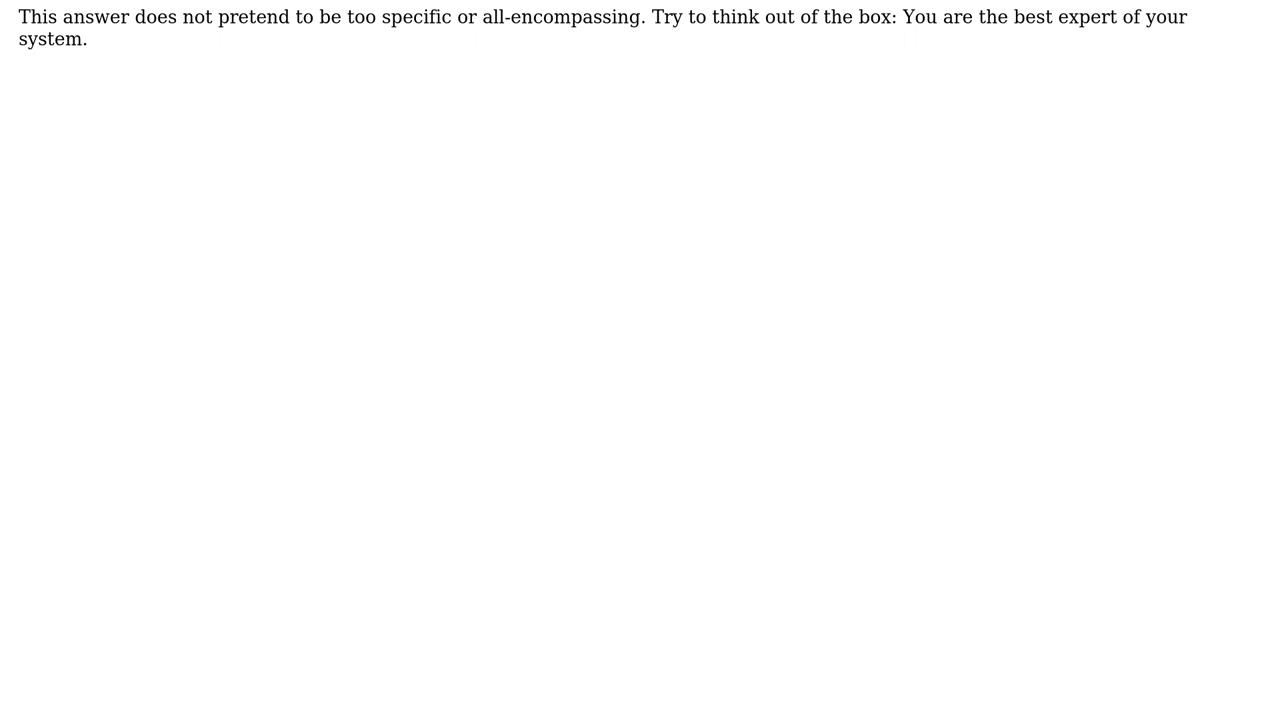 This answer does not pretend to be too specific or all-encompassing. Try to think out of the box: You are the best expert of your
system.